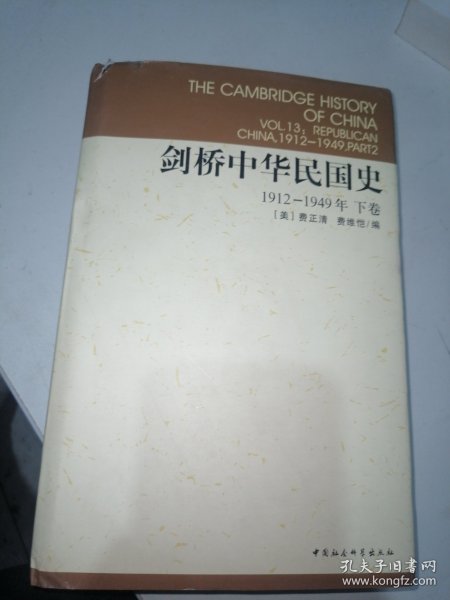 THE CAMBRIDGE HISTORY
OF CHINA
VOL.13: REPUBLICAN
CHINA, 1912-1949, PART2
剑桥中华民国史
1912-1949年 下卷
[美] 费正清 费维恺/编
中国社会科学出版社
孔夫子旧书网
www.kongfz.com